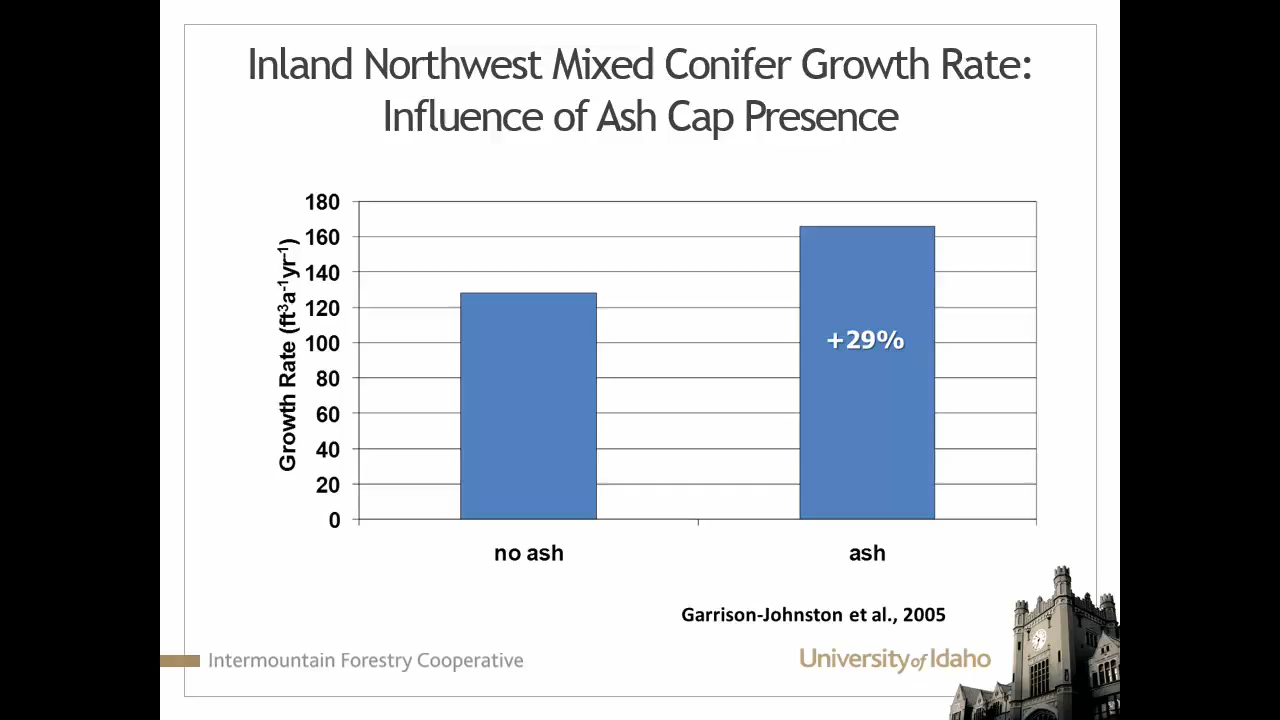 Inland Northwest Mixed Conifer Growth Rate:
Influence of Ash Cap Presence
Growth Rate (ft³a⁻¹yr⁻¹)
180
160
140
120
100
80
60
40
20
0
+29%
no ash
ash
Garrison-Johnston et al., 2005
Intermountain Forestry Cooperative
University of Idaho